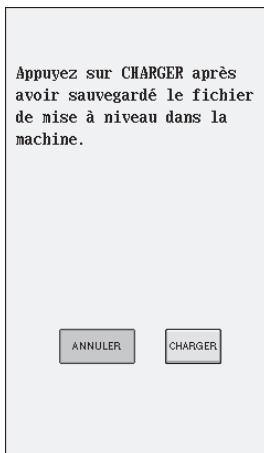 Appuyez sur CHARGER après
avoir sauvegardé le fichier
de mise à niveau dans la
machine.
ANNULER CHARGER